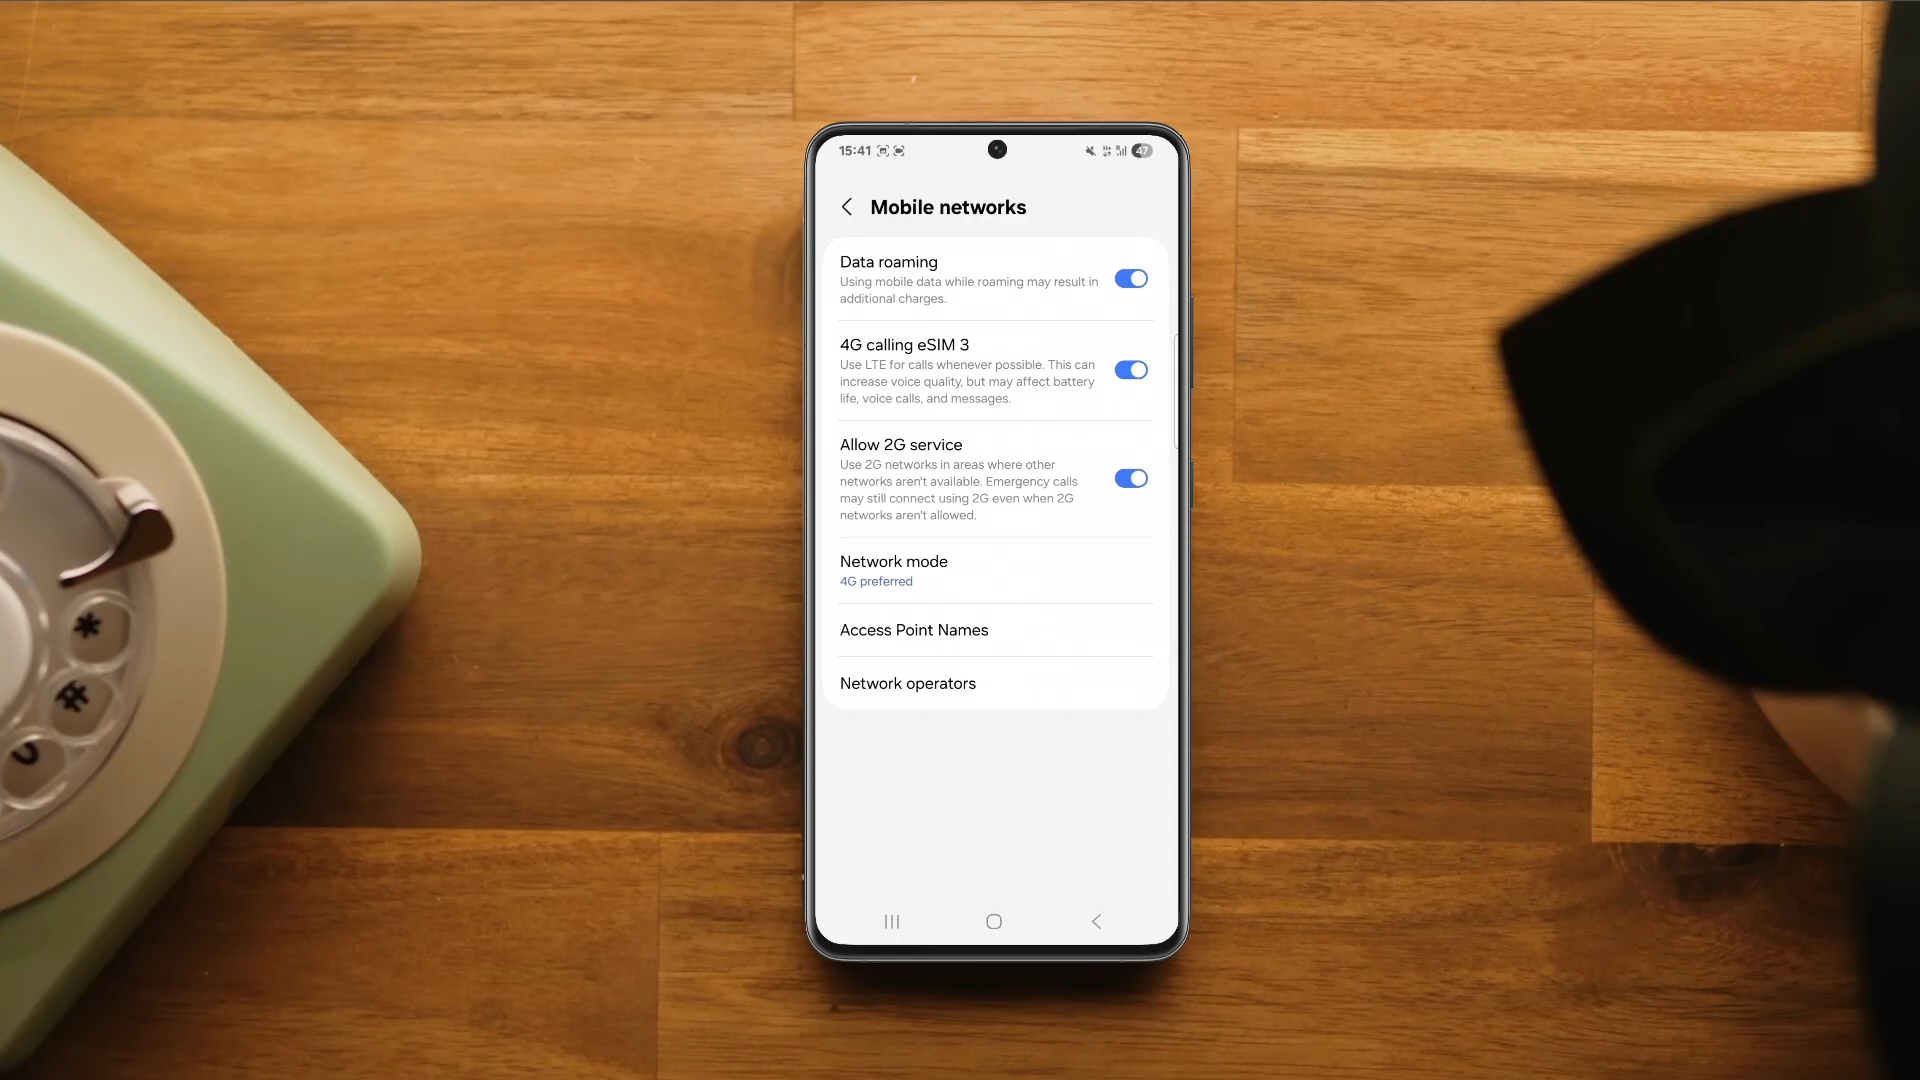 15:41
47
Mobile networks
Data roaming
Using mobile data while roaming may result in
additional charges.
4G calling eSIM 3
Use LTE for calls whenever possible. This can
increase voice quality, but may affect battery
life, voice calls, and messages.
Allow 2G service
Use 2G networks in areas where other
networks aren't available. Emergency calls
may still connect using 2G even when 2G
networks aren't allowed.
Network mode
4G preferred
Access Point Names
Network operators
*
#